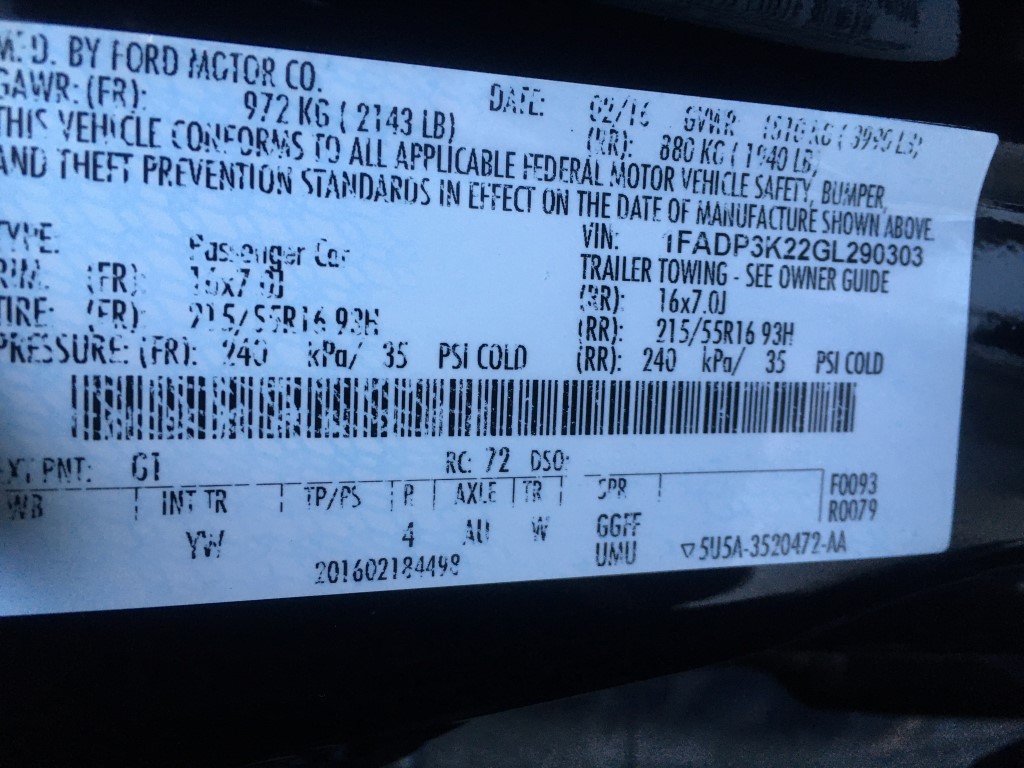 MFD. BY FORD MOTOR CO.
DATE: 02/16 GVWR: 1810 KG ( 3990 LB)
GAWR: (FR): 972 KG ( 2143 LB) (RR): 880 KG ( 1940 LB)
THIS VEHICLE CONFORMS TO ALL APPLICABLE FEDERAL MOTOR VEHICLE SAFETY, BUMPER,
AND THEFT PREVENTION STANDARDS IN EFFECT ON THE DATE OF MANUFACTURE SHOWN ABOVE.
VIN: 1FADP3K22GL290303
TYPE: Passenger Car TRAILER TOWING - SEE OWNER GUIDE
RIM: (FR): 16x7.0J (RR): 16x7.0J
TIRE: (FR): 215/55R16 93H (RR): 215/55R16 93H
PRESSURE: (FR): 240 kPa/ 35 PSI COLD (RR): 240 kPa/ 35 PSI COLD
EXT PNT: G1 RC: 72 DSO:
WB INT TR TP/PS R AXLE TR SPR F0093
R0079
YW 4 AU W GGFF
UMU
201602184498 5U5A-3520472-AA